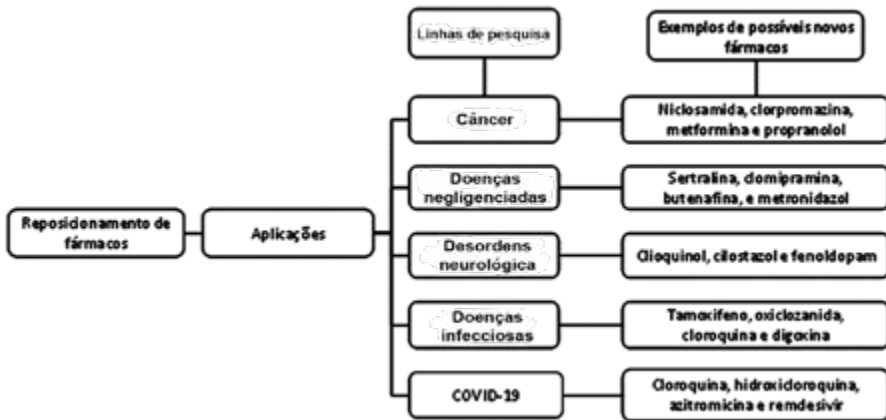 Linhas de pesquisa
Exemplos de possíveis novos
fármacos
Câncer
Niclosamida, clorpromazina,
metformina e propranolol
Doenças
negligenciadas
Sertralina, clomipramina,
butenafina, e metronidazol
Reposicionamento de
fármacos
Aplicações
Desordens
neurológica
Clioquinol, cilostazol e fenoldopam
Doenças
infecciosas
Tamoxifeno, oxiclozanida,
cloroquina e digoxina
COVID-19
Cloroquina, hidroxicloroquina,
azitromicina e remdesivir